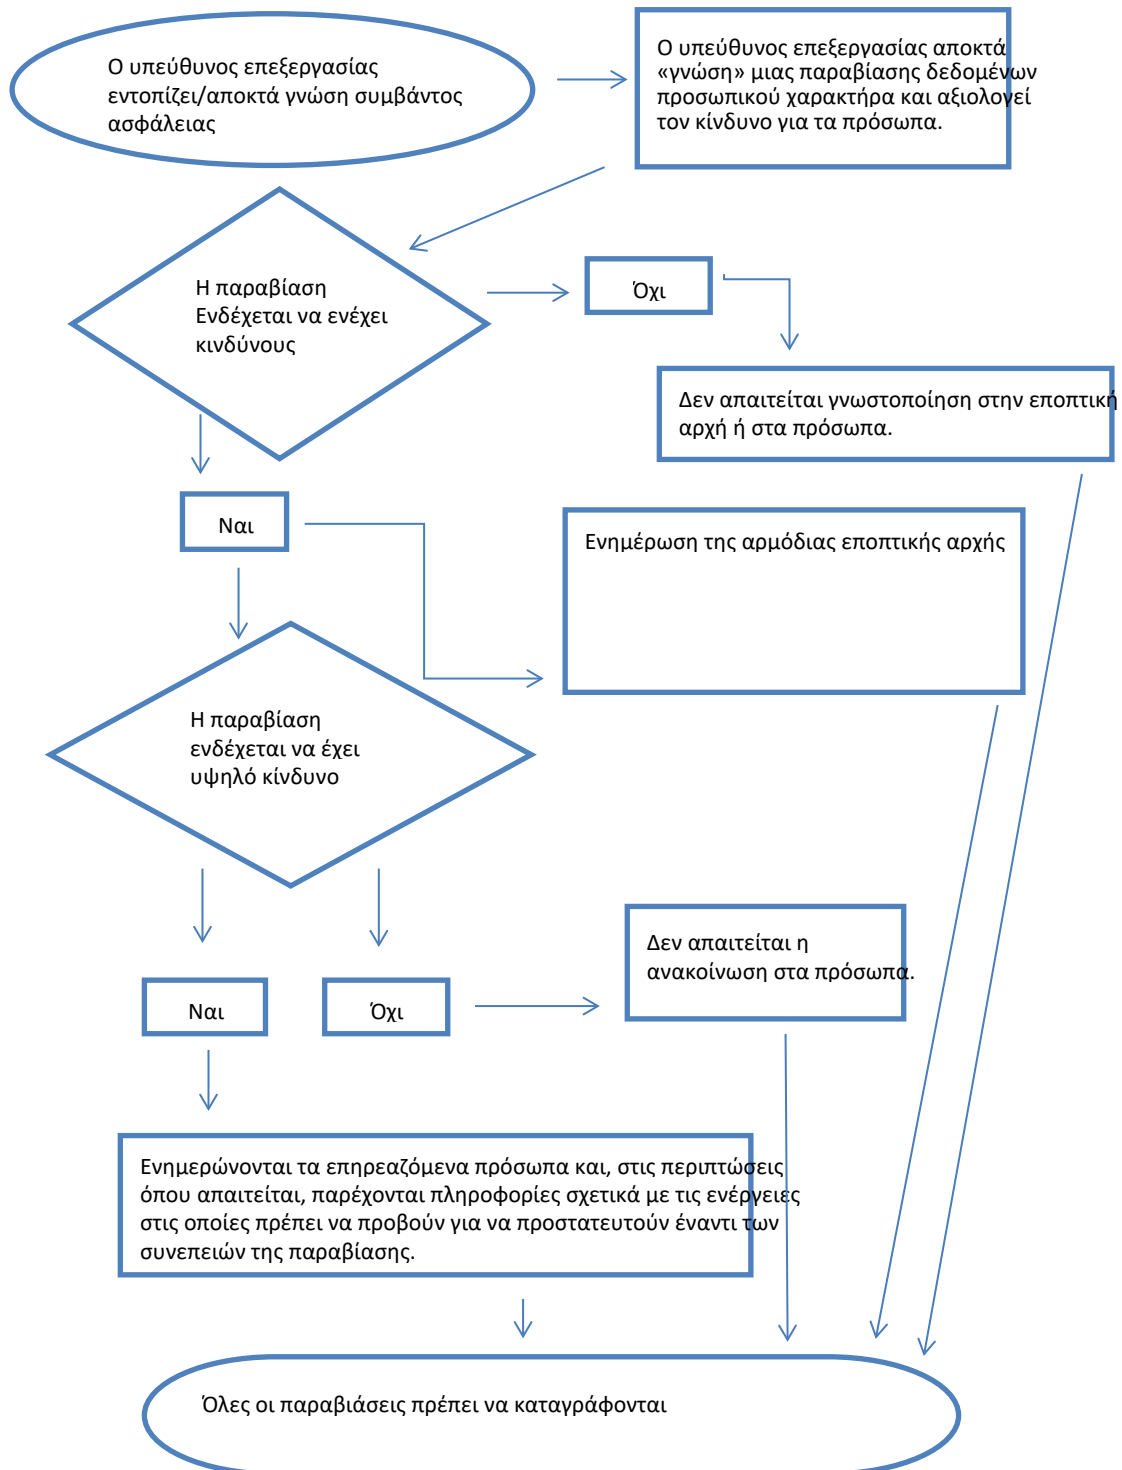 Ο υπεύθυνος επεξεργασίας
εντοπίζει/αποκτά γνώση συμβάντος
ασφάλειας
Ο υπεύθυνος επεξεργασίας αποκτά
«γνώση» μιας παραβίασης δεδομένων
προσωπικού χαρακτήρα και αξιολογεί
τον κίνδυνο για τα πρόσωπα.
Η παραβίαση
Ενδέχεται να ενέχει
κινδύνους
Όχι
Δεν απαιτείται γνωστοποίηση στην εποπτική
αρχή ή στα πρόσωπα.
Ναι
Ενημέρωση της αρμόδιας εποπτικής αρχής
Η παραβίαση
ενδέχεται να έχει
υψηλό κίνδυνο
Δεν απαιτείται η
ανακοίνωση στα πρόσωπα.
Ναι
Όχι
Ενημερώνονται τα επηρεαζόμενα πρόσωπα και, στις περιπτώσεις
όπου απαιτείται, παρέχονται πληροφορίες σχετικά με τις ενέργειες
στις οποίες πρέπει να προβούν για να προστατευτούν έναντι των
συνεπειών της παραβίασης.
Όλες οι παραβιάσεις πρέπει να καταγράφονται